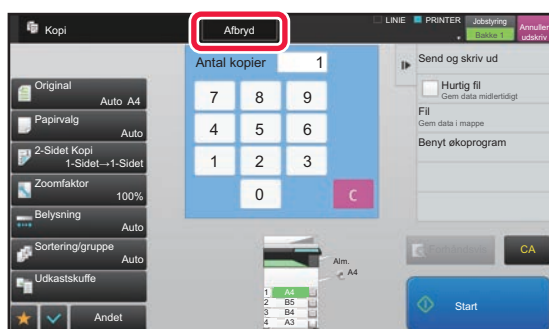 Kopi
Afbryd
LINIE
PRINTER
Jobstyring
Bakke 1
Annuller
udskriv
Antal kopier
1
7 8 9
4 5 6
1 2 3
0 C
Original
Auto A4
Papirvalg
Auto
2-Sidet Kopi
1-Sidet→1-Sidet
Zoomfaktor
100%
Belysning
Auto
Sortering/gruppe
Auto
Udkastskuffe
Andet
Alm.
A4
1 A4
2 B5
3 B4
4 A3
Send og skriv ud
Hurtig fil
Gem data midlertidigt
Fil
Gem data i mappe
Benyt økoprogram
CA
Start